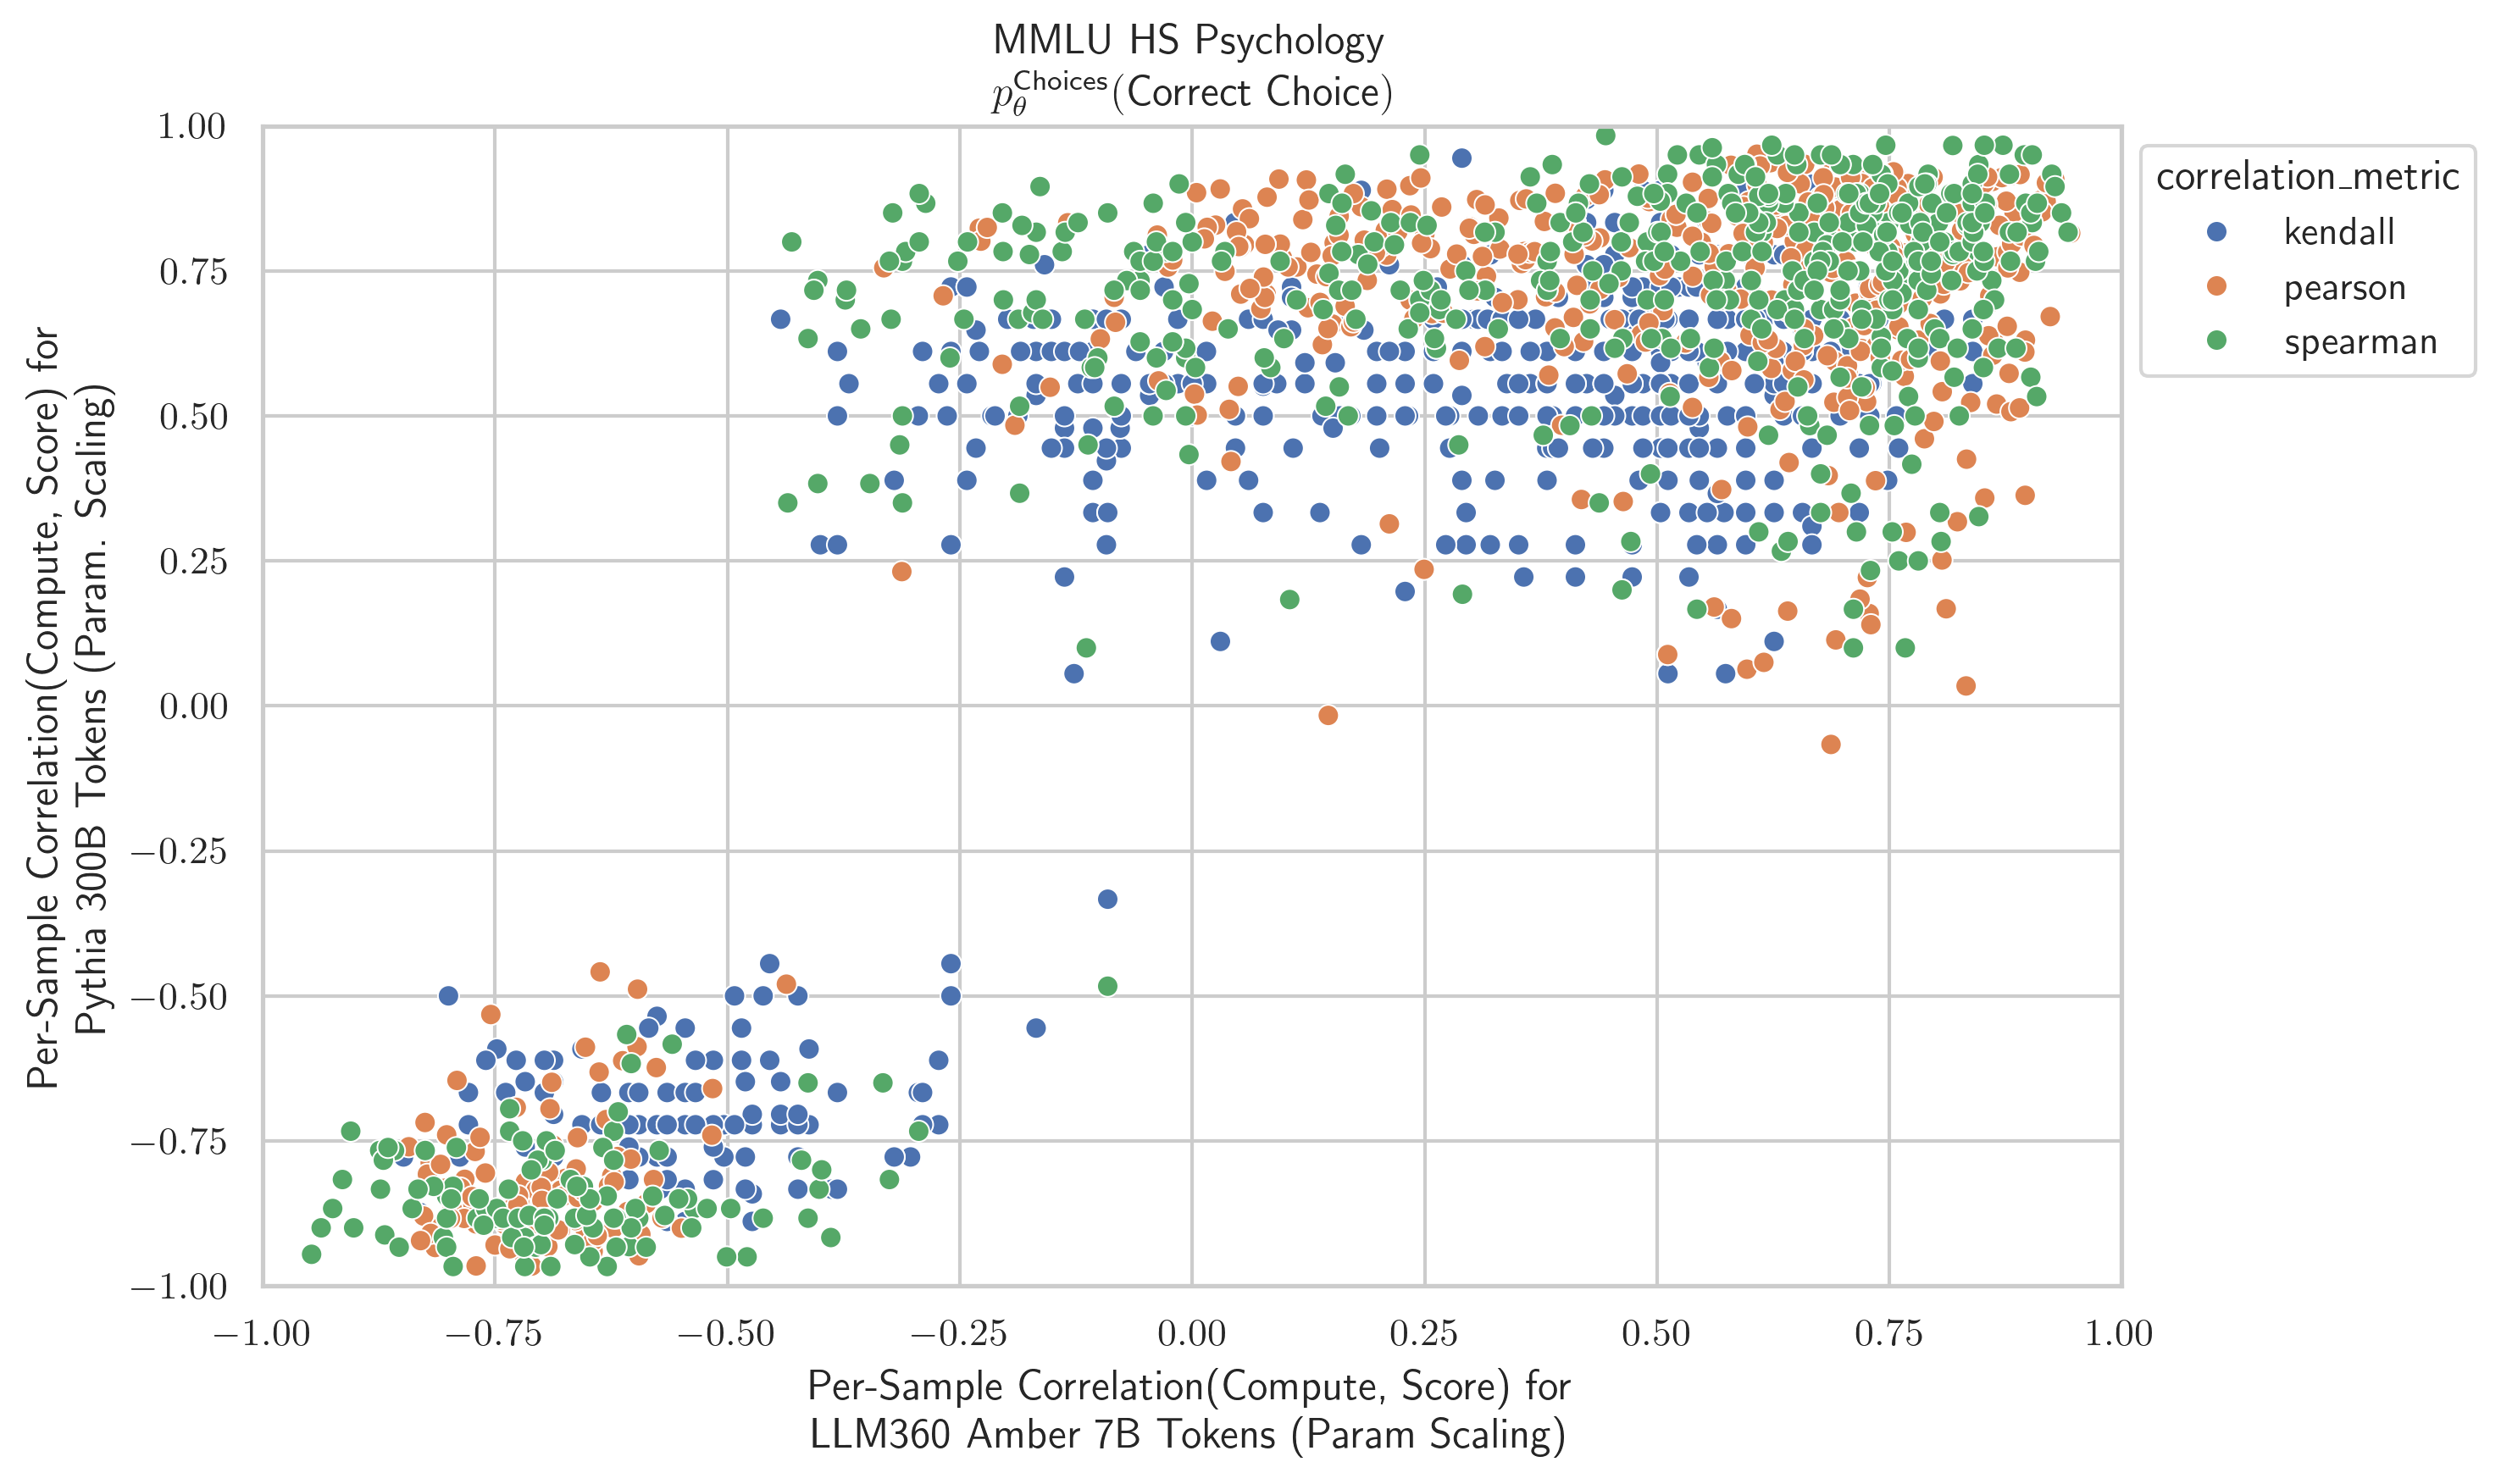 MMLU HS Psychology
p_θ^Choices(Correct Choice)
1.00
0.75
0.50
0.25
0.00
−0.25
−0.50
−0.75
−1.00
Per-Sample Correlation(Compute, Score) for
Pythia 300B Tokens (Param. Scaling)
−1.00
−0.75
−0.50
−0.25
0.00
0.25
0.50
0.75
1.00
Per-Sample Correlation(Compute, Score) for
LLM360 Amber 7B Tokens (Param Scaling)
correlation_metric
kendall
pearson
spearman